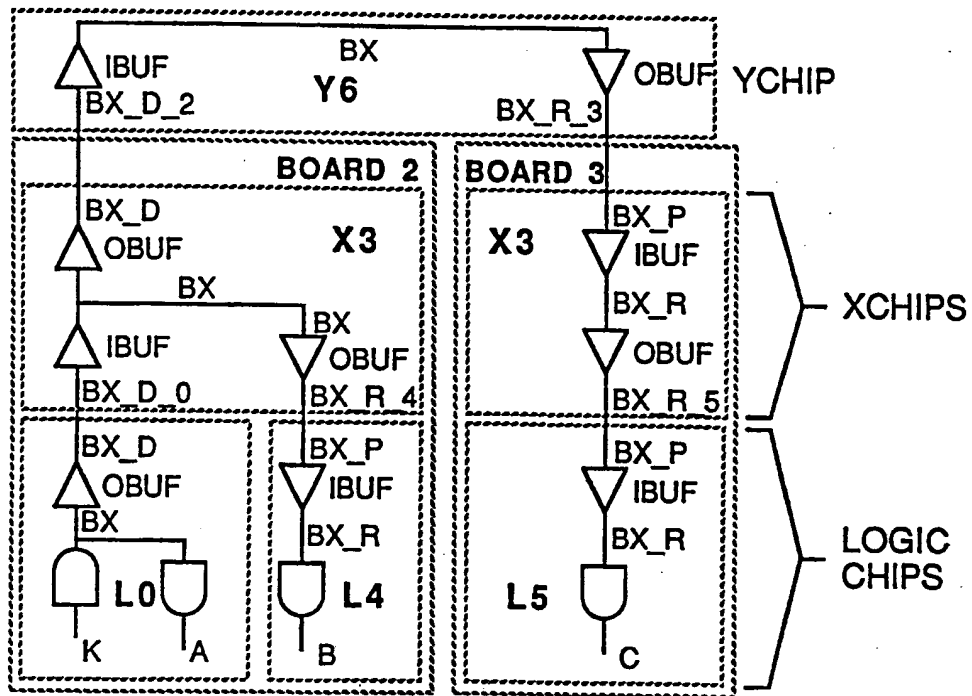 BX
IBUF
OBUF
YCHIP
Y6
BX_D_2
BX_R_3
BOARD 2
BOARD 3
BX_D
OBUF
X3
X3
BX_P
IBUF
BX
BX
BX_R
XCHIPS
IBUF
OBUF
OBUF
BX_D_0
BX_R_4
BX_R_5
BX_D
OBUF
BX
BX_P
IBUF
BX_R
BX_P
IBUF
BX_R
LOGIC
CHIPS
L0
L4
L5
K
A
B
C